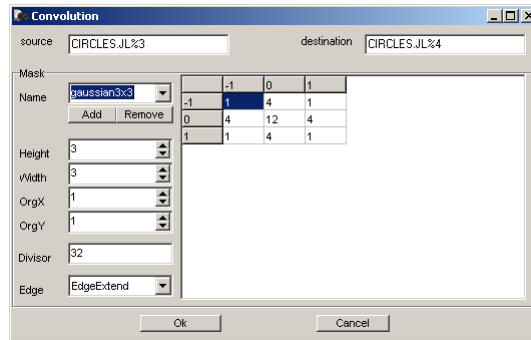 Convolution
source CIRCLES.JL%3 destination CIRCLES.JL%4
Mask
Name gaussian3x3
Add Remove
Height 3
Width 3
OrgX 1
OrgY 1
Divisor 32
Edge EdgeExtend
-1 0 1
-1 1 4 1
0 4 12 4
1 1 4 1
Ok Cancel